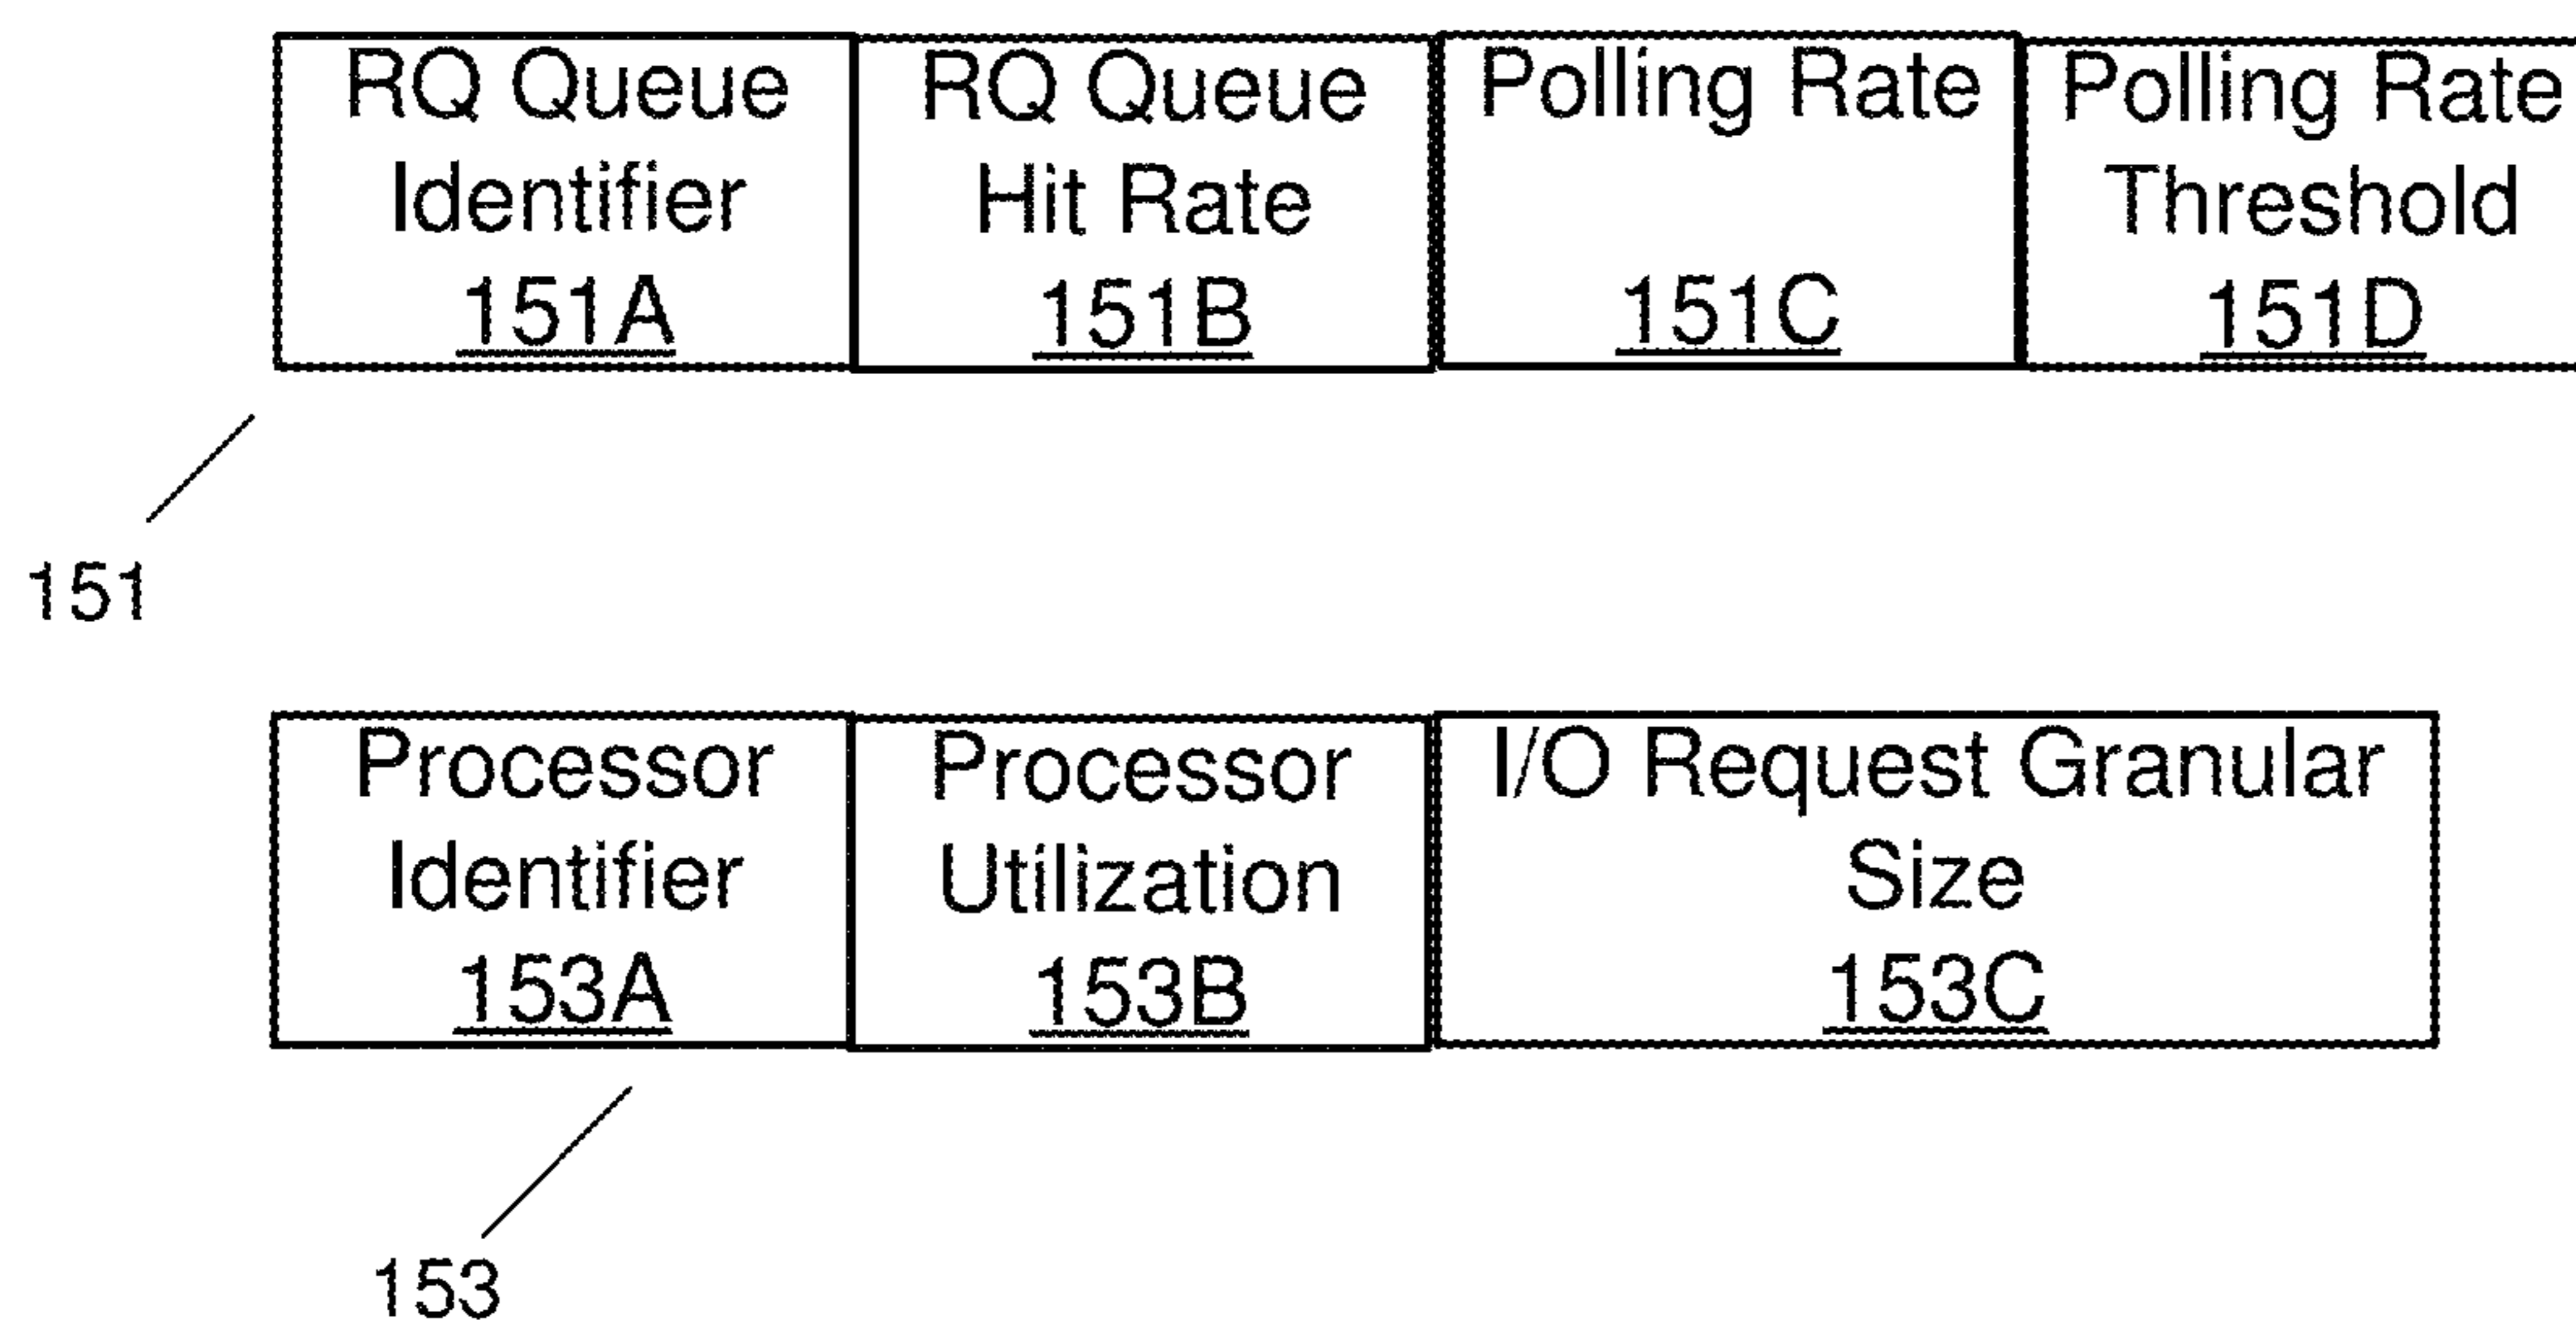 RQ Queue
Identifier
151A
RQ Queue
Hit Rate
151B
Polling Rate
151C
Polling Rate
Threshold
151D
151
Processor
Identifier
153A
Processor
Utilization
153B
I/O Request Granular
Size
153C
153